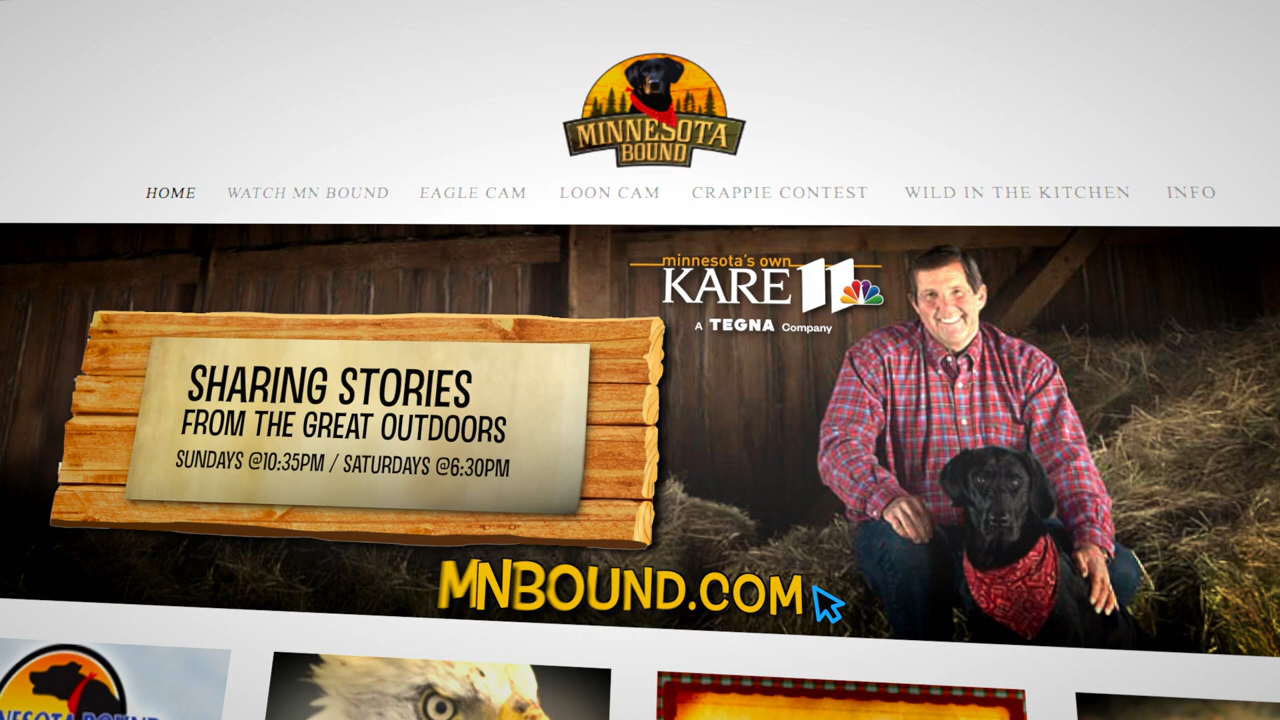 MINNESOTA
BOUND
HOME WATCH MN BOUND EAGLE CAM LOON CAM CRAPPIE CONTEST WILD IN THE KITCHEN INFO
minnesota's own
KARE 11
A TEGNA Company
SHARING STORIES
FROM THE GREAT OUTDOORS
SUNDAYS @10:35PM / SATURDAYS @6:30PM
MNBOUND.COM